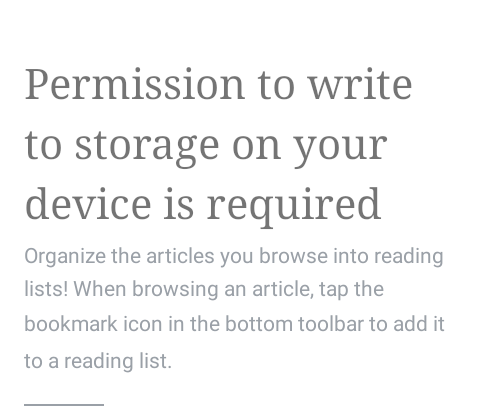 Permission to write
to storage on your
device is required
Organize the articles you browse into reading
lists! When browsing an article, tap the
bookmark icon in the bottom toolbar to add it
to a reading list.